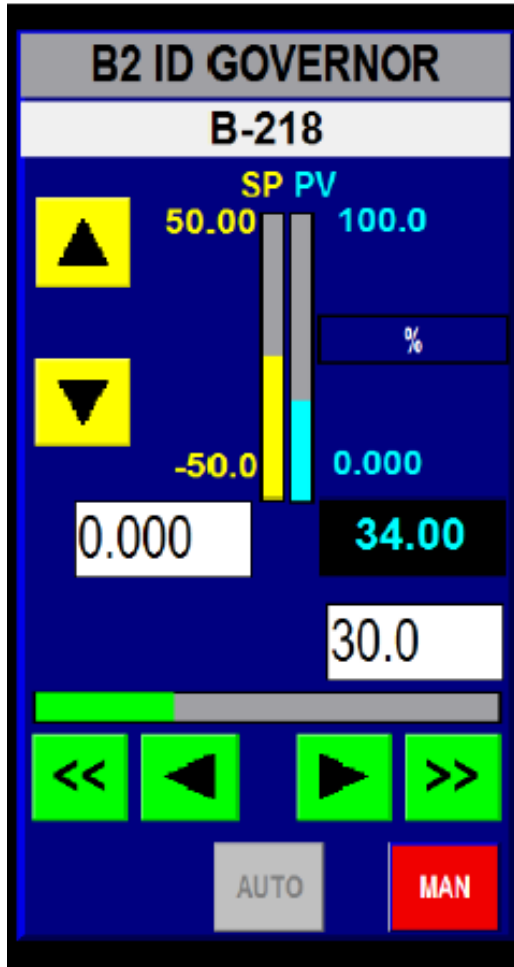 B2 ID GOVERNOR
B-218
SP PV
50.00 100.0
%
-50.0 0.000
0.000 34.00
30.0
<< >>
AUTO MAN